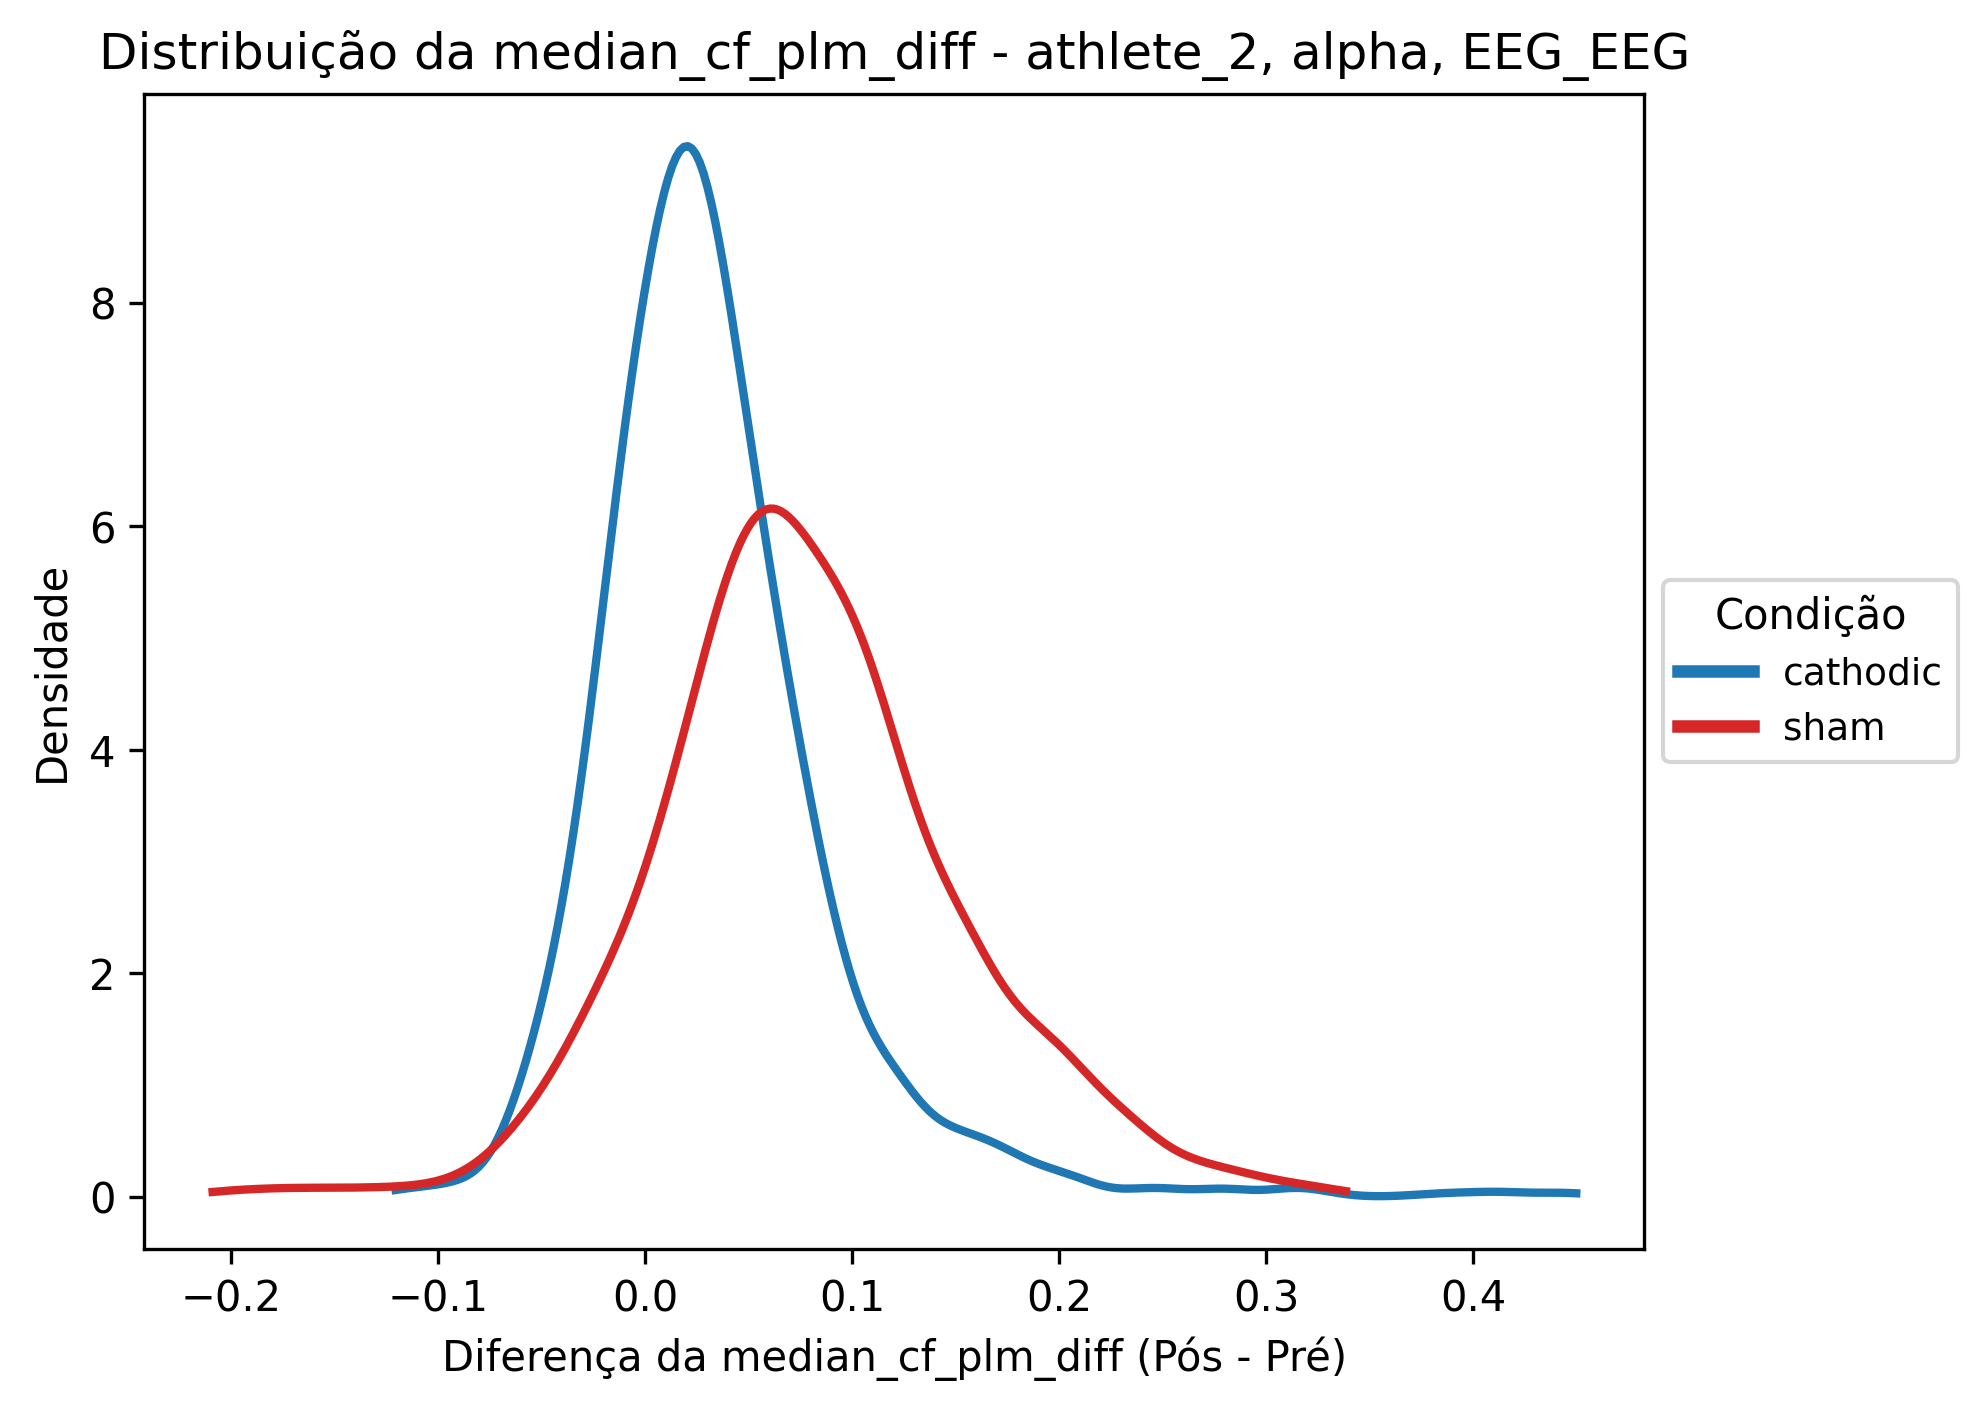 Distribuição da median_cf_plm_diff - athlete_2, alpha, EEG_EEG
Densidade
8
6
4
2
0
−0.2
−0.1
0.0
0.1
0.2
0.3
0.4
Diferença da median_cf_plm_diff (Pós - Pré)
Condição
cathodic
sham